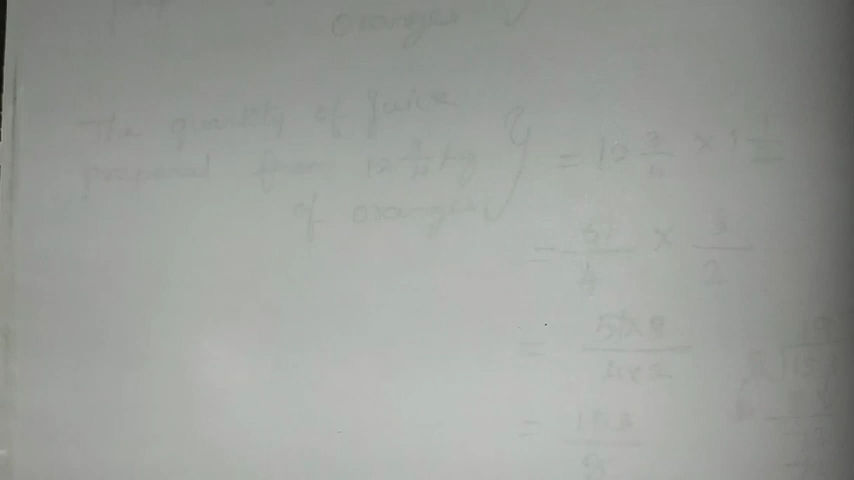 oranges }
The quantity of juice
prepared from 12 3/4 kg } = 12 3/4 × 1 1/2
of oranges
= 51/4 × 3/2
= 51×3/4×2
= 153/8